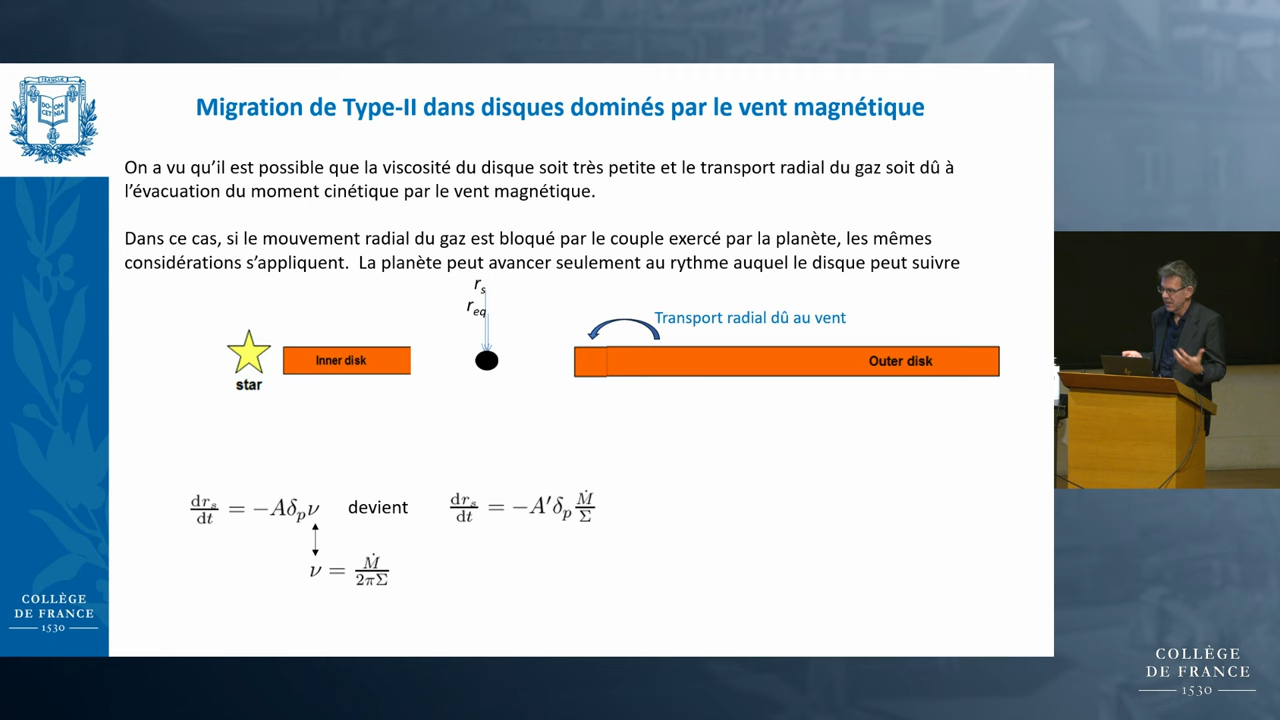 Migration de Type-II dans disques dominés par le vent magnétique
On a vu qu’il est possible que la viscosité du disque soit très petite et le transport radial du gaz soit dû à
l’évacuation du moment cinétique par le vent magnétique.
Dans ce cas, si le mouvement radial du gaz est bloqué par le couple exercé par la planète, les mêmes
considérations s’appliquent.  La planète peut avancer seulement au rythme auquel le disque peut suivre
r_s
r_eq
Transport radial dû au vent
Inner disk
Outer disk
star
dr_s/dt = −Aδ_pν devient dr_s/dt = −A′δ_p Ṁ/Σ
ν = Ṁ/2πΣ
COLLÈGE
DE FRANCE
1530
COLLÈGE
DE FRANCE
1530